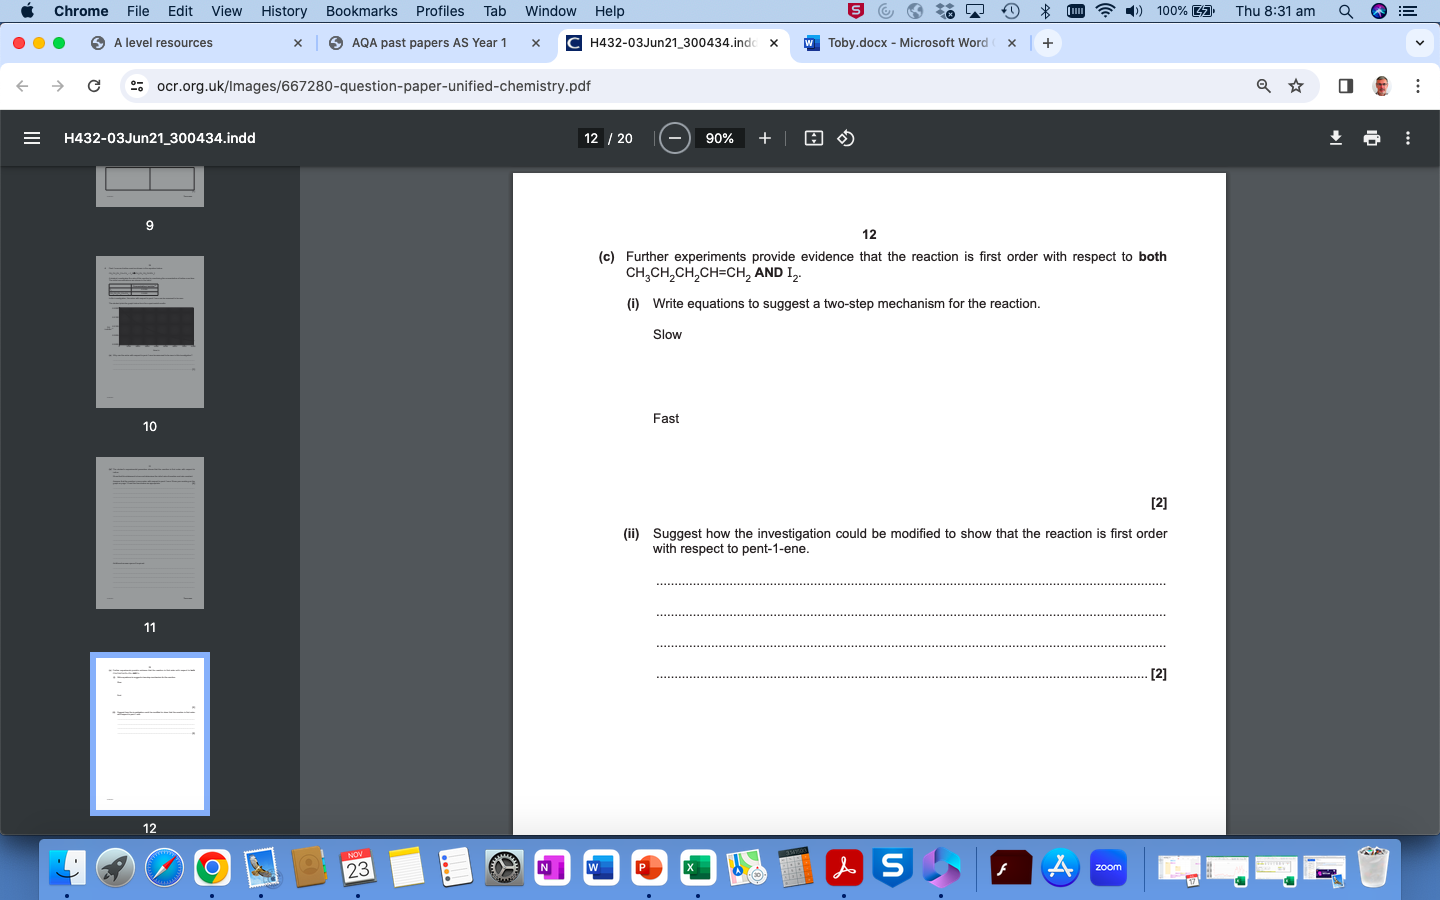 Chrome File Edit View History Bookmarks Profiles Tab Window Help 100% Thu 8:31 am
A level resources
AQA past papers AS Year 1
H432-03Jun21_300434.indd
Toby.docx - Microsoft Word
ocr.org.uk/Images/667280-question-paper-unified-chemistry.pdf
H432-03Jun21_300434.indd
12 / 20
90%
9
10
11
12
12
(c) Further experiments provide evidence that the reaction is first order with respect to both
CH₃CH₂CH₂CH=CH₂ AND I₂.
(i) Write equations to suggest a two-step mechanism for the reaction.
Slow
Fast
[2]
(ii) Suggest how the investigation could be modified to show that the reaction is first order
with respect to pent-1-ene.
[2]
NOV
23
zoom